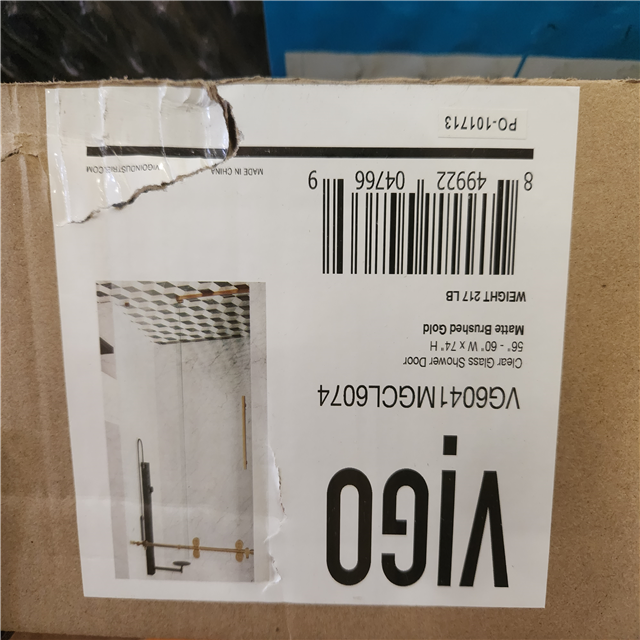 VIGO
VG6041MGCL6074
Clear Glass Shower Door
56" - 60" W x 74" H
Matte Brushed Gold
WEIGHT 217 LB
8 49922 04766 9
VIGOINDUSTRIES.COM
MADE IN CHINA
PO-101713